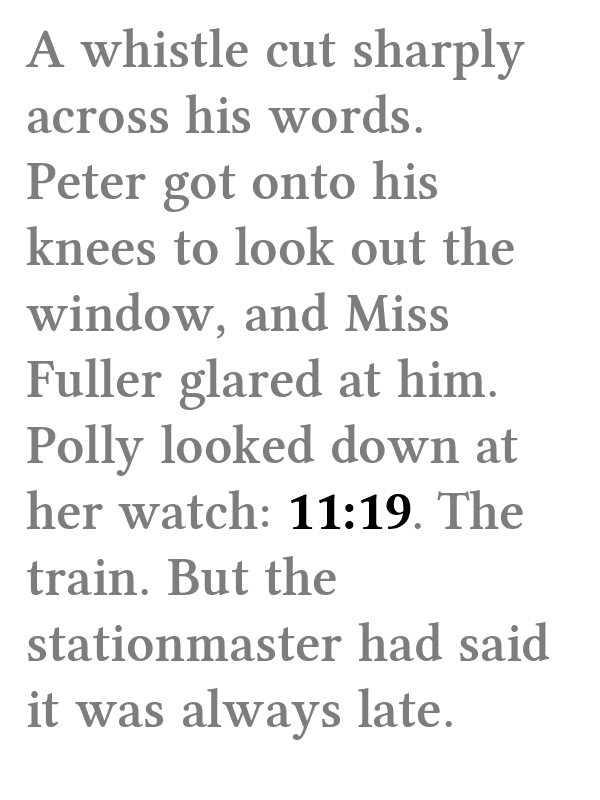 A whistle cut sharply
across his words.
Peter got onto his
knees to look out the
window, and Miss
Fuller glared at him.
Polly looked down at
her watch: 11:19. The
train. But the
stationmaster had said
it was always late.